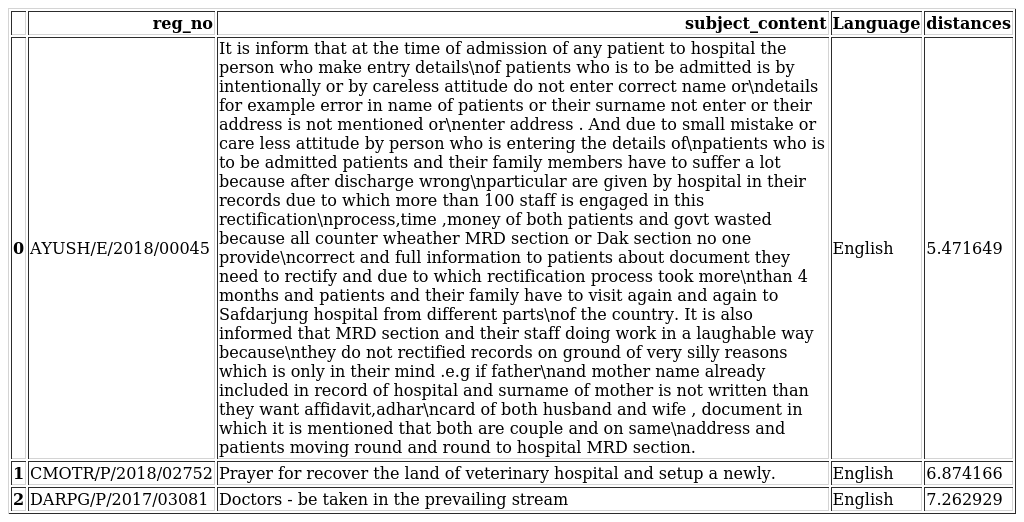 reg_no subject_content Language distances
It is inform that at the time of admission of any patient to hospital the
person who make entry details\nof patients who is to be admitted is by
intentionally or by careless attitude do not enter correct name or\ndetails
for example error in name of patients or their surname not enter or their
address is not mentioned or\nenter address . And due to small mistake or
care less attitude by person who is entering the details of\npatients who is
to be admitted patients and their family members have to suffer a lot
because after discharge wrong\nparticular are given by hospital in their
records due to which more than 100 staff is engaged in this
rectification\nprocess,time ,money of both patients and govt wasted
because all counter wheather MRD section or Dak section no one
0 AYUSH/E/2018/00045 provide\ncorrect and full information to patients about document they English 5.471649
need to rectify and due to which rectification process took more\nthan 4
months and patients and their family have to visit again and again to
Safdarjung hospital from different parts\nof the country. It is also
informed that MRD section and their staff doing work in a laughable way
because\nthey do not rectified records on ground of very silly reasons
which is only in their mind .e.g if father\nand mother name already
included in record of hospital and surname of mother is not written than
they want affidavit,adhar\ncard of both husband and wife , document in
which it is mentioned that both are couple and on same\naddress and
patients moving round and round to hospital MRD section.
1 CMOTR/P/2018/02752 Prayer for recover the land of veterinary hospital and setup a newly. English 6.874166
2 DARPG/P/2017/03081 Doctors - be taken in the prevailing stream English 7.262929